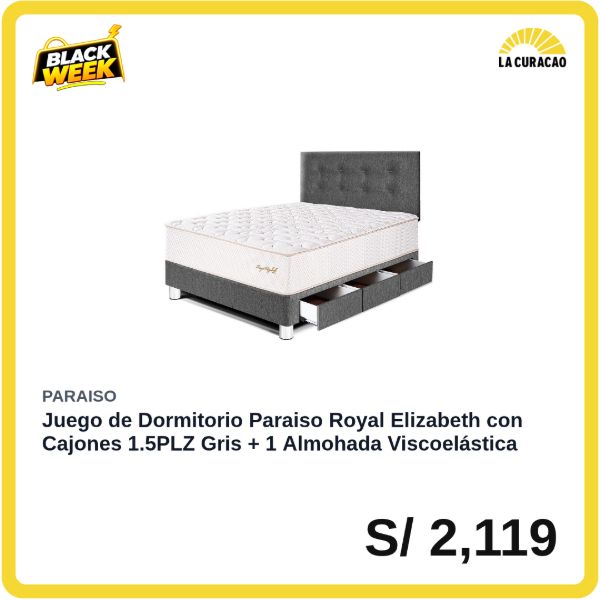 BLACK
WEEK
LA CURACAO
PARAISO
Juego de Dormitorio Paraiso Royal Elizabeth con
Cajones 1.5PLZ Gris + 1 Almohada Viscoelástica
S/ 2,119